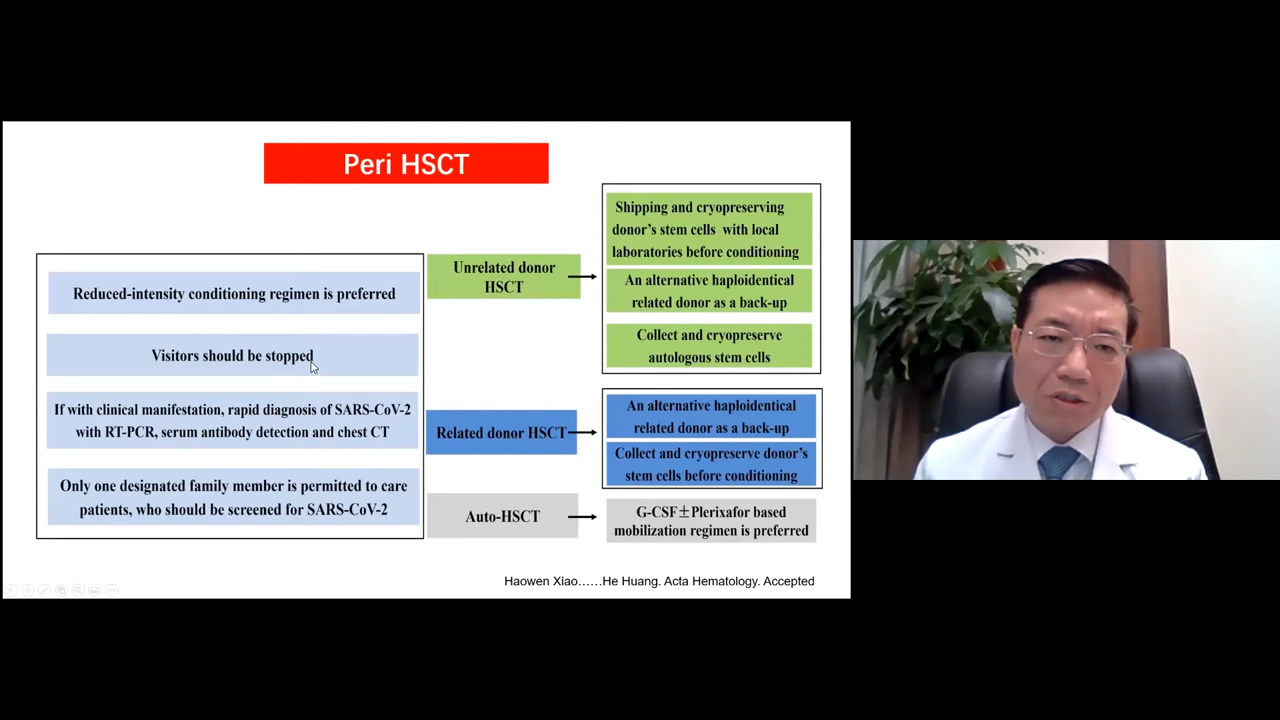 Peri HSCT
Reduced-intensity conditioning regimen is preferred
Visitors should be stopped
If with clinical manifestation, rapid diagnosis of SARS-CoV-2
with RT-PCR, serum antibody detection and chest CT
Only one designated family member is permitted to care
patients, who should be screened for SARS-CoV-2
Unrelated donor
HSCT
Shipping and cryopreserving
donor's stem cells with local
laboratories before conditioning
An alternative haploidentical
related donor as a back-up
Collect and cryopreserve
autologous stem cells
Related donor HSCT
An alternative haploidentical
related donor as a back-up
Collect and cryopreserve donor's
stem cells before conditioning
Auto-HSCT
G-CSF±Plerixafor based
mobilization regimen is preferred
Haowen Xiao……He Huang. Acta Hematology. Accepted